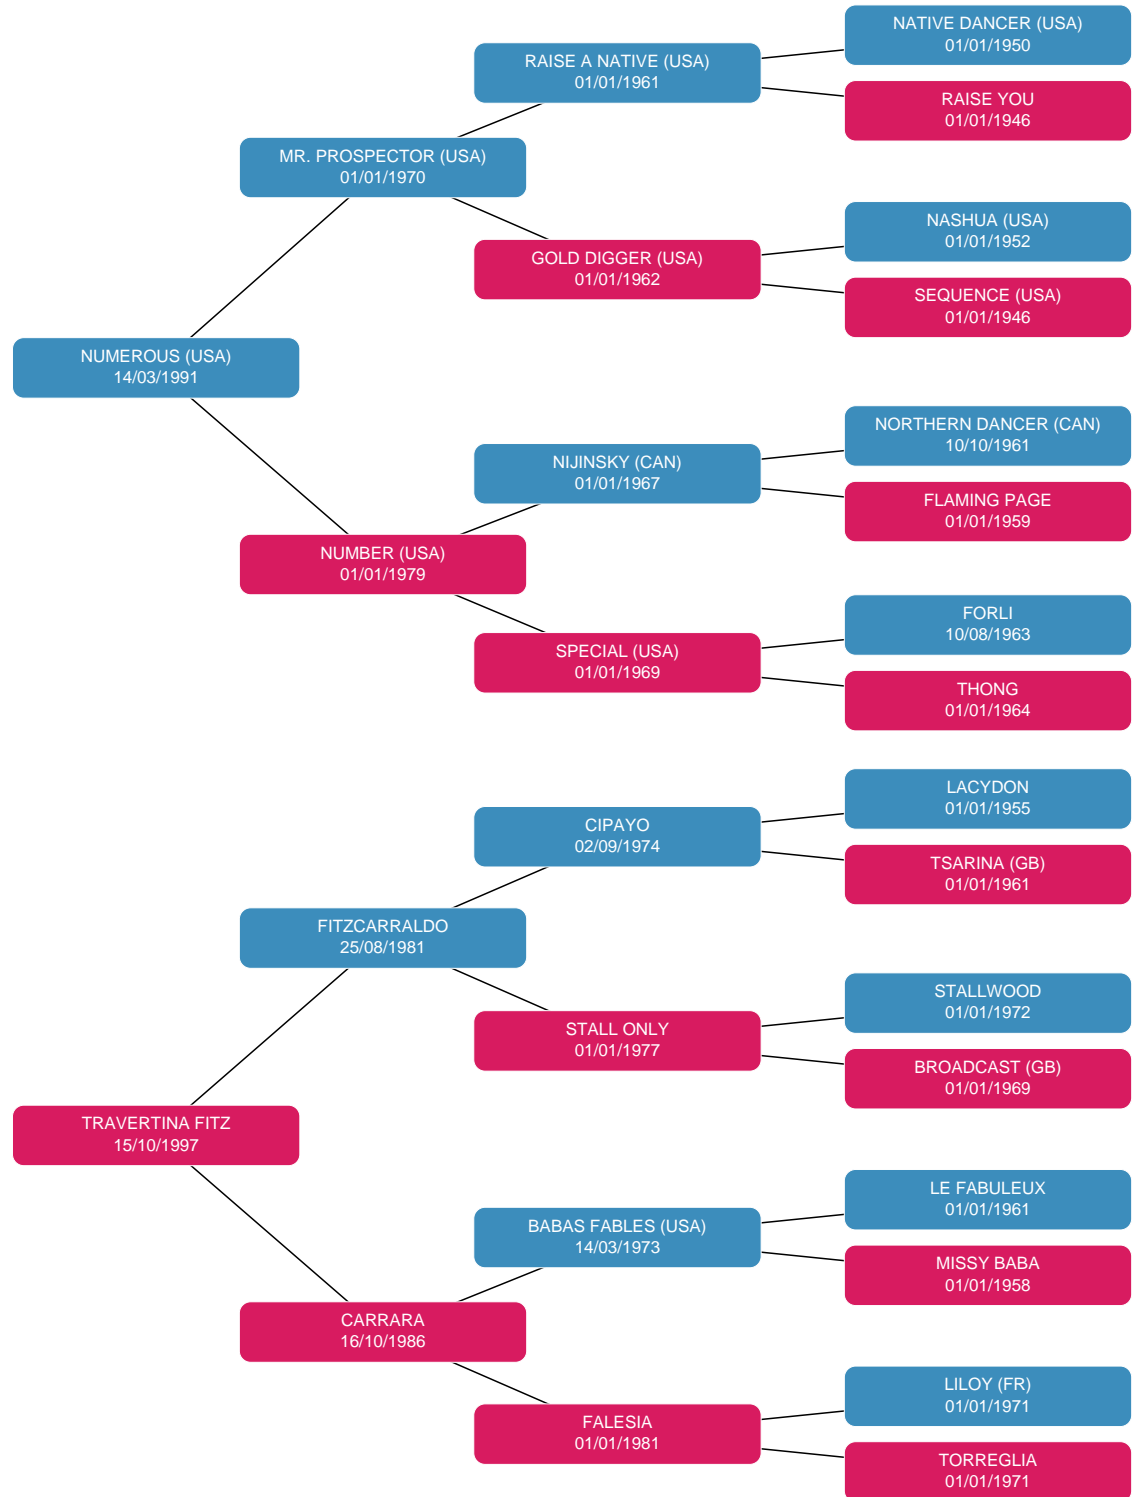 NATIVE DANCER (USA)
01/01/1950
RAISE A NATIVE (USA)
01/01/1961
RAISE YOU
01/01/1946
MR. PROSPECTOR (USA)
01/01/1970
NASHUA (USA)
01/01/1952
GOLD DIGGER (USA)
01/01/1962
SEQUENCE (USA)
01/01/1946
NUMEROUS (USA)
14/03/1991
NORTHERN DANCER (CAN)
10/10/1961
NIJINSKY (CAN)
01/01/1967
FLAMING PAGE
01/01/1959
NUMBER (USA)
01/01/1979
FORLI
10/08/1963
SPECIAL (USA)
01/01/1969
THONG
01/01/1964
LACYDON
01/01/1955
CIPAYO
02/09/1974
TSARINA (GB)
01/01/1961
FITZCARRALDO
25/08/1981
STALLWOOD
01/01/1972
STALL ONLY
01/01/1977
BROADCAST (GB)
01/01/1969
TRAVERTINA FITZ
15/10/1997
LE FABULEUX
01/01/1961
BABAS FABLES (USA)
14/03/1973
MISSY BABA
01/01/1958
CARRARA
16/10/1986
LILOY (FR)
01/01/1971
FALESIA
01/01/1981
TORREGLIA
01/01/1971